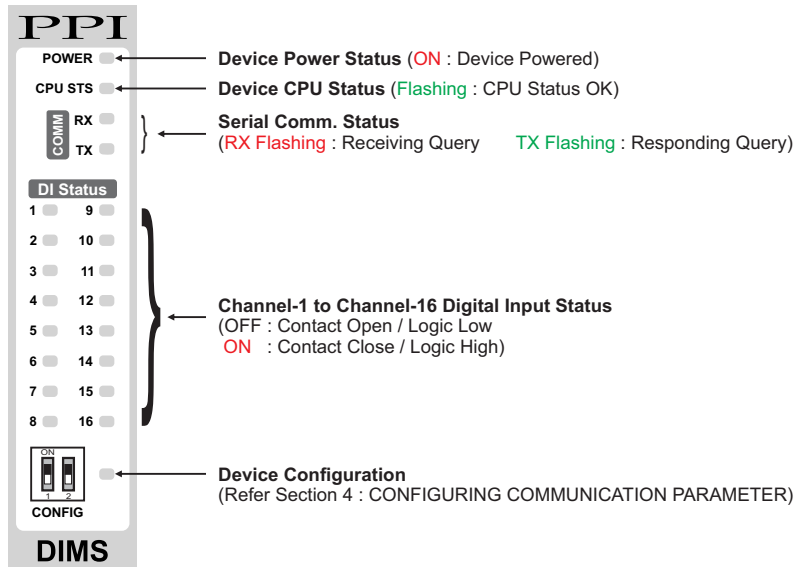 PPI
POWER
Device Power Status (ON : Device Powered)
CPU STS
Device CPU Status (Flashing : CPU Status OK)
COMM
RX
TX
Serial Comm. Status
(RX Flashing : Receiving Query TX Flashing : Responding Query)
DI Status
1 9
2 10
3 11
4 12
5 13
6 14
7 15
8 16
Channel-1 to Channel-16 Digital Input Status
(OFF : Contact Open / Logic Low
ON : Contact Close / Logic High)
ON
1 2
CONFIG
Device Configuration
(Refer Section 4 : CONFIGURING COMMUNICATION PARAMETER)
DIMS